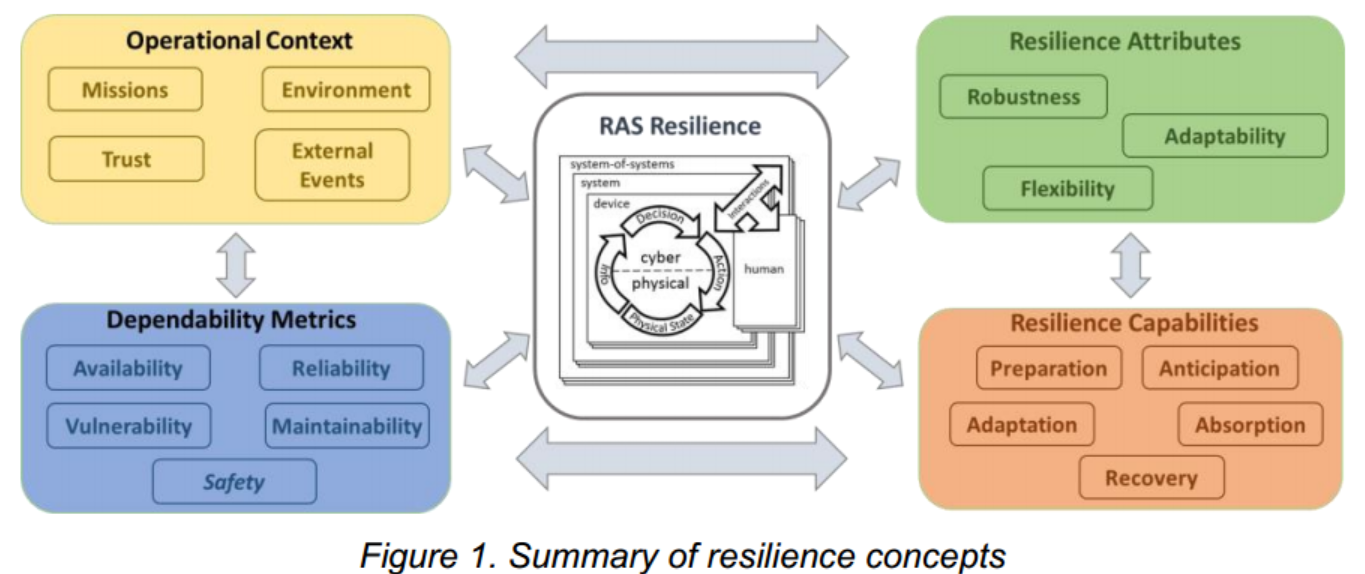 Operational Context
Missions
Environment
Trust
External
Events
Resilience Attributes
Robustness
Adaptability
Flexibility
RAS Resilience
system-of-systems
system
device
Interactions
Decision
cyber
physical
Info
Action
Physical State
human
Dependability Metrics
Availability
Reliability
Vulnerability
Maintainability
Safety
Resilience Capabilities
Preparation
Anticipation
Adaptation
Absorption
Recovery
Figure 1. Summary of resilience concepts